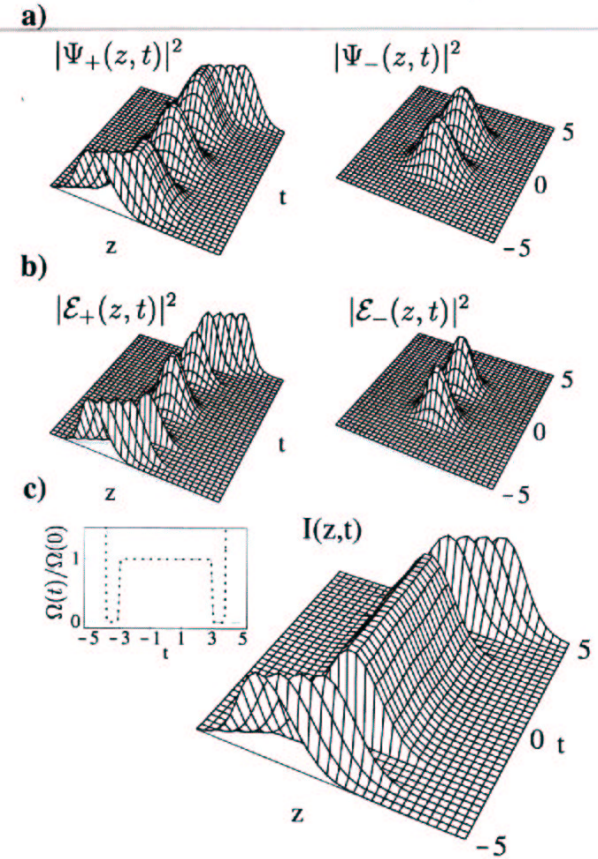 a)
|Ψ₊(z, t)|² |Ψ₋(z, t)|²
5
0
-5
t
z
b)
|ℰ₊(z, t)|² |ℰ₋(z, t)|²
5
0
-5
t
z
c)
I(z,t)
Ω(t)/Ω(0)
1
0
-5 -3 -1 1 3 5
t
5
0 t
-5
z